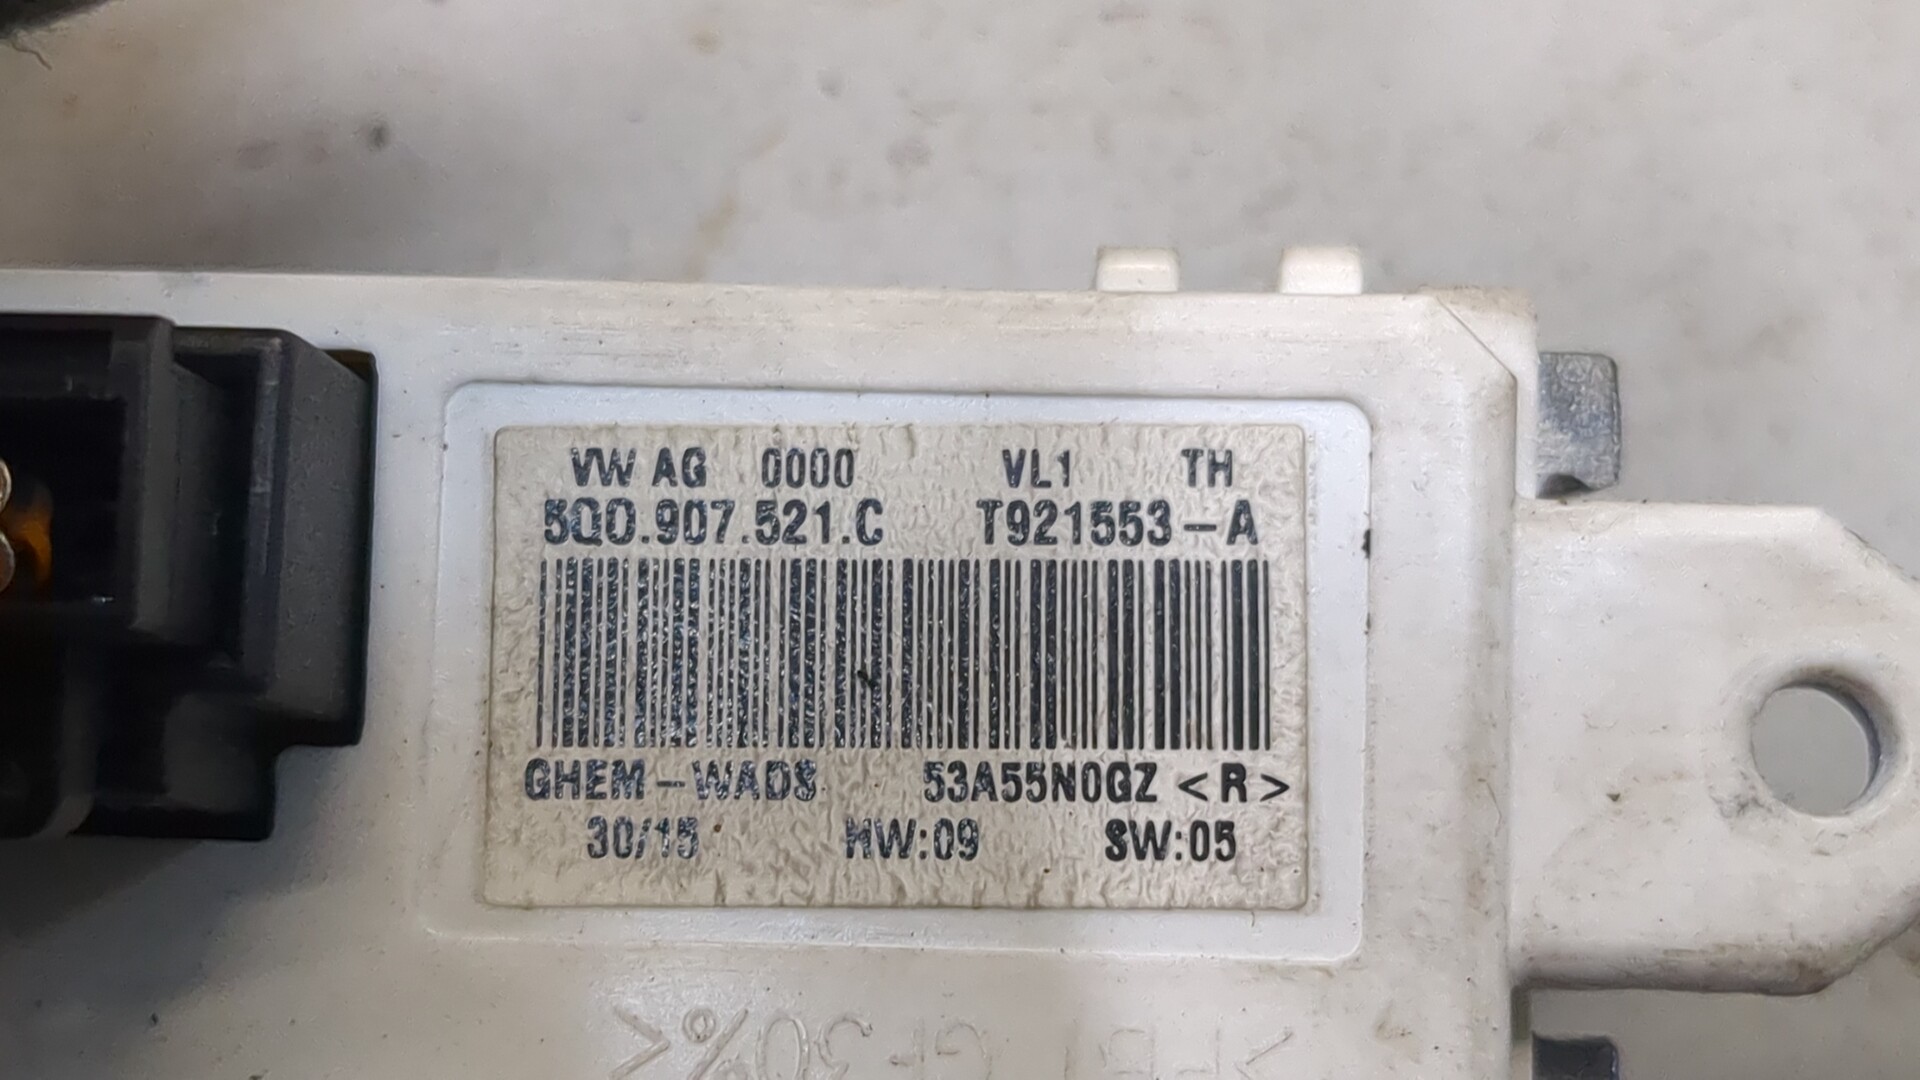 VW AG 0000 VL1 TH
5Q0.907.521.C T921553-A
GHEM-WADS 53A55N0GZ <R>
30/15 HW:09 SW:05